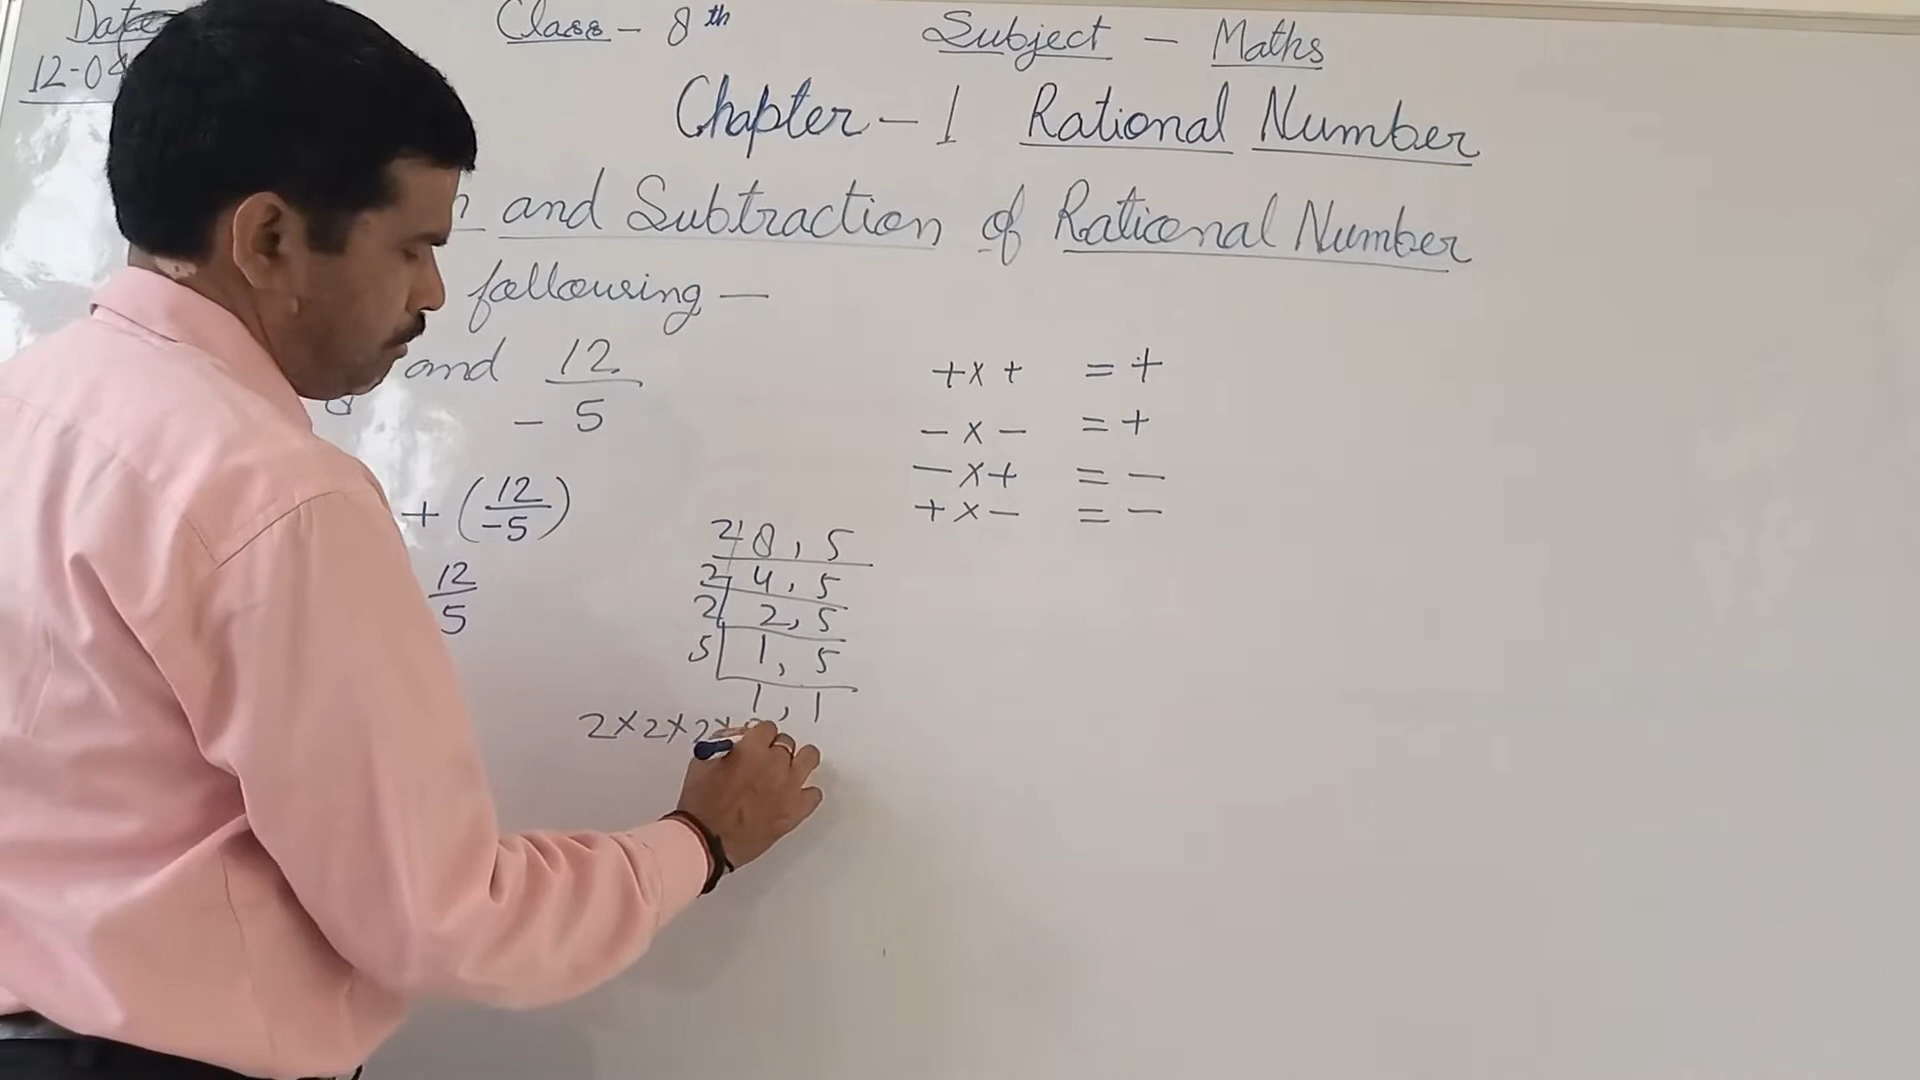 Date
Class - 8th
Subject - Maths
12-0
Chapter - 1 Rational Number
and Subtraction of Rational Number
following -
and 12/-5
+ (12/-5)
12/5
+ x + = +
- x - = +
- x + = -
+ x - = -
2 8, 5
2 4, 5
2 2, 5
5 1, 5
1, 1
2 x 2 x 2 x